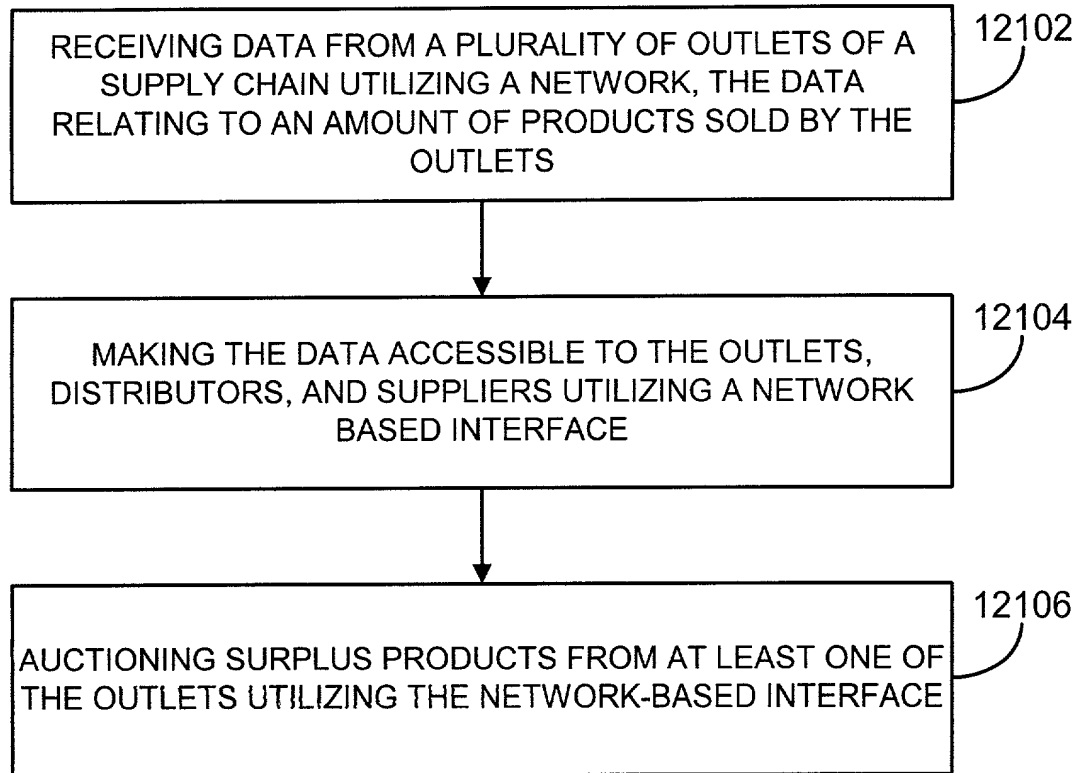 RECEIVING DATA FROM A PLURALITY OF OUTLETS OF A
SUPPLY CHAIN UTILIZING A NETWORK, THE DATA
RELATING TO AN AMOUNT OF PRODUCTS SOLD BY THE
OUTLETS
12102
MAKING THE DATA ACCESSIBLE TO THE OUTLETS,
DISTRIBUTORS, AND SUPPLIERS UTILIZING A NETWORK
BASED INTERFACE
12104
AUCTIONING SURPLUS PRODUCTS FROM AT LEAST ONE OF
THE OUTLETS UTILIZING THE NETWORK-BASED INTERFACE
12106